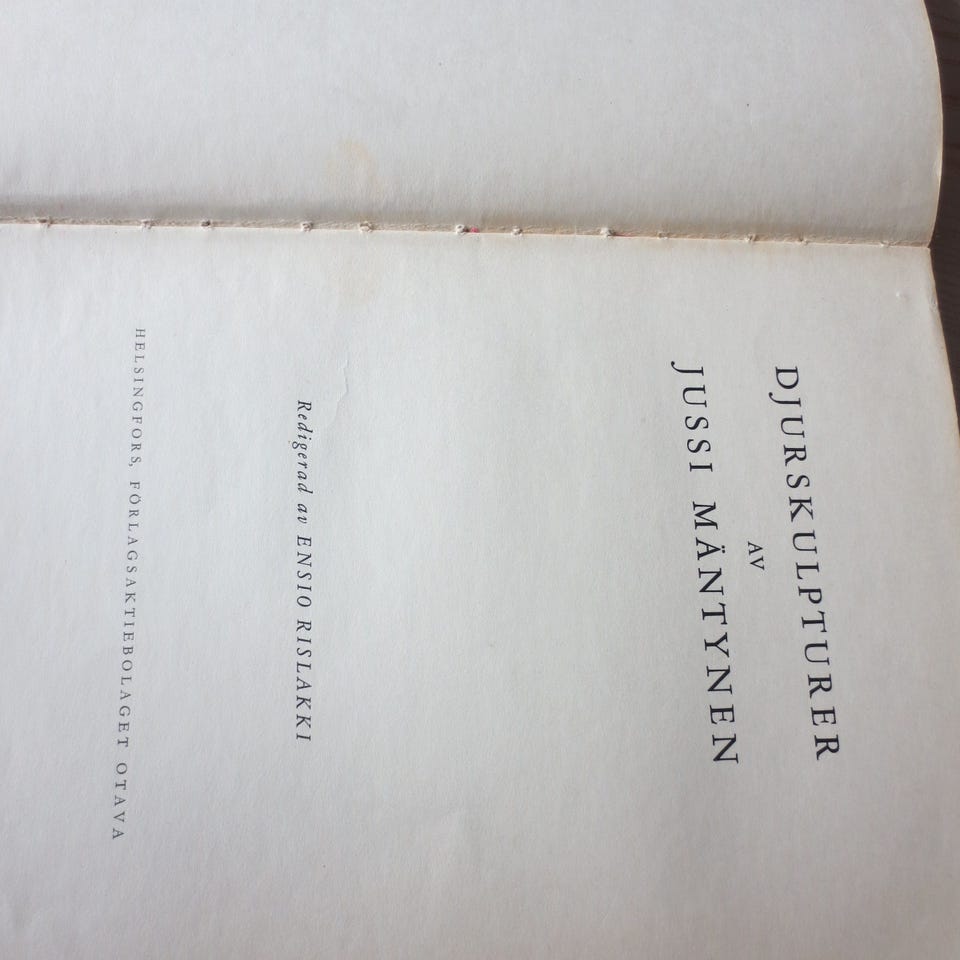 DJURSKULPTURER
AV
JUSSI MÄNTYNEN
Redigerad av ENSIO RISLAKKI
HELSINGFORS, FÖRLAGSAKTIEBOLAGET OTAVA